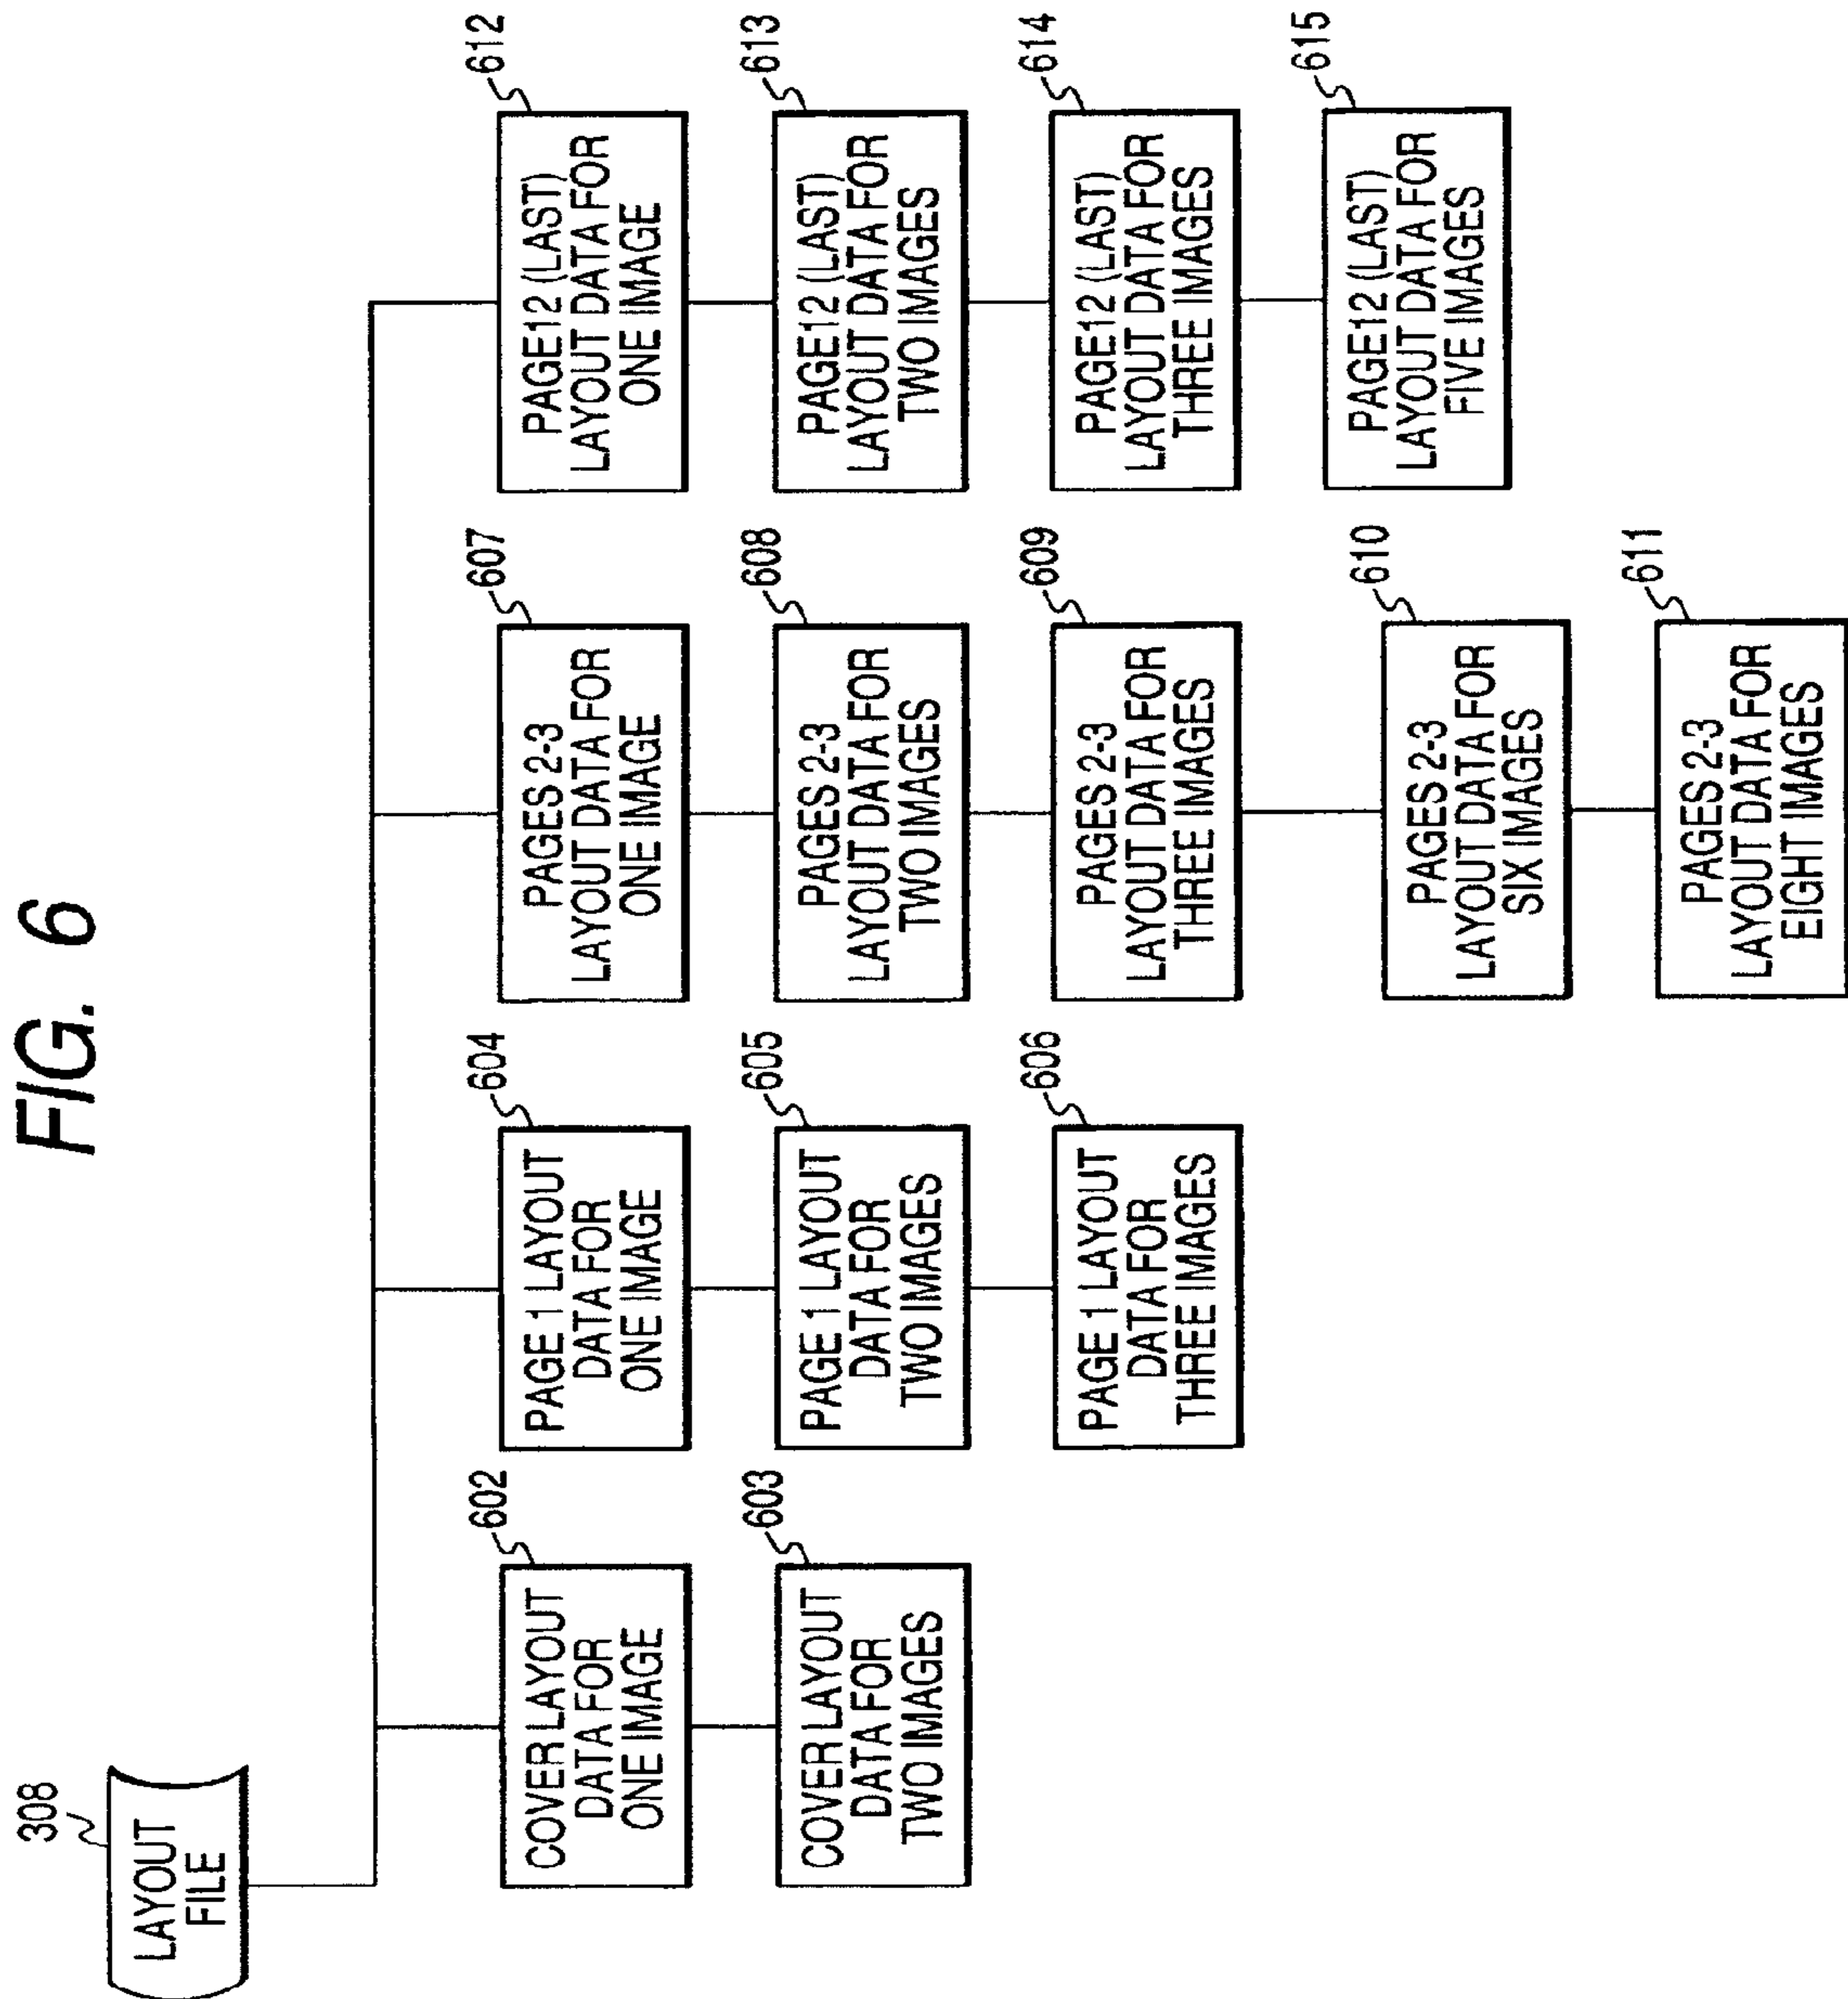 FIG. 6
308
LAYOUT
FILE
602
COVER LAYOUT
DATA FOR
ONE IMAGE
603
COVER LAYOUT
DATA FOR
TWO IMAGES
604
PAGE 1 LAYOUT
DATA FOR
ONE IMAGE
605
PAGE 1 LAYOUT
DATA FOR
TWO IMAGES
606
PAGE 1 LAYOUT
DATA FOR
THREE IMAGES
607
PAGES 2-3
LAYOUT DATA FOR
ONE IMAGE
608
PAGES 2-3
LAYOUT DATA FOR
TWO IMAGES
609
PAGES 2-3
LAYOUT DATA FOR
THREE IMAGES
610
PAGES 2-3
LAYOUT DATA FOR
SIX IMAGES
611
PAGES 2-3
LAYOUT DATA FOR
EIGHT IMAGES
612
PAGE12 (LAST)
LAYOUT DATA FOR
ONE IMAGE
613
PAGE12 (LAST)
LAYOUT DATA FOR
TWO IMAGES
614
PAGE12 (LAST)
LAYOUT DATA FOR
THREE IMAGES
615
PAGE12 (LAST)
LAYOUT DATA FOR
FIVE IMAGES